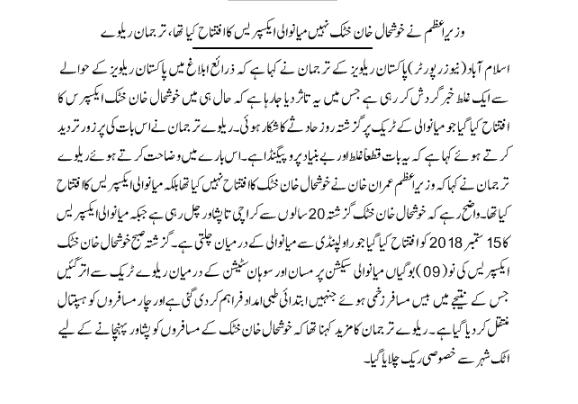 وزیراعظم نے خوشحال خان خٹک نہیں میانوالی ایکسپریس کا افتتاح کیا تھا، ترجمان ریلوے
اسلام آباد (نیوز رپورٹر) پاکستان ریلویز کے ترجمان نے کہا ہے کہ ذرائع ابلاغ میں پاکستان ریلویز کے حوالے
سے ایک غلط خبر گردش کر رہی ہے جس میں یہ تاثر دیا جا رہا ہے کہ حال ہی میں خوشحال خان خٹک ایکسپرس کا
افتتاح کیا گیا جو میانوالی کے ٹریک پر گزشتہ روز حادثے کا شکار ہوئی۔ ریلوے ترجمان نے اس بات کی پرزور تردید
کرتے ہوئے کہا ہے کہ یہ بات قطعاً غلط اور بے بنیاد پروپیگنڈا ہے۔ اس بارے میں وضاحت کرتے ہوئے ریلوے
ترجمان نے کہا کہ وزیراعظم عمران خان نے خوشحال خان خٹک کا افتتاح نہیں کیا تھا بلکہ میانوالی ایکسپریس کا افتتاح
کیا تھا۔ واضح رہے کہ خوشحال خان خٹک گزشتہ 20 سالوں سے کراچی تا پشاور چل رہی ہے جبکہ میانوالی ایکسپریس
کا 15 ستمبر 2018 کو افتتاح کیا گیا جو راولپنڈی سے میانوالی کے درمیان چلتی ہے۔ گزشتہ صبح خوشحال خان خٹک
ایکسپریس کی نو (09) بوگیاں میانوالی سیکشن پر مسان اور سوہان سٹیشن کے درمیان ریلوے ٹریک سے اتر گئیں
جس کے نتیجے میں بیس مسافر زخمی ہوئے جنہیں ابتدائی طبی امداد فراہم کر دی گئی ہے اور چار مسافروں کو ہسپتال
منتقل کر دیا گیا ہے۔ ریلوے ترجمان کا مزید کہنا تھا کہ خوشحال خان خٹک کے مسافروں کو پشاور پہنچانے کے لیے
اٹک شہر سے خصوصی ریک چلایا گیا۔